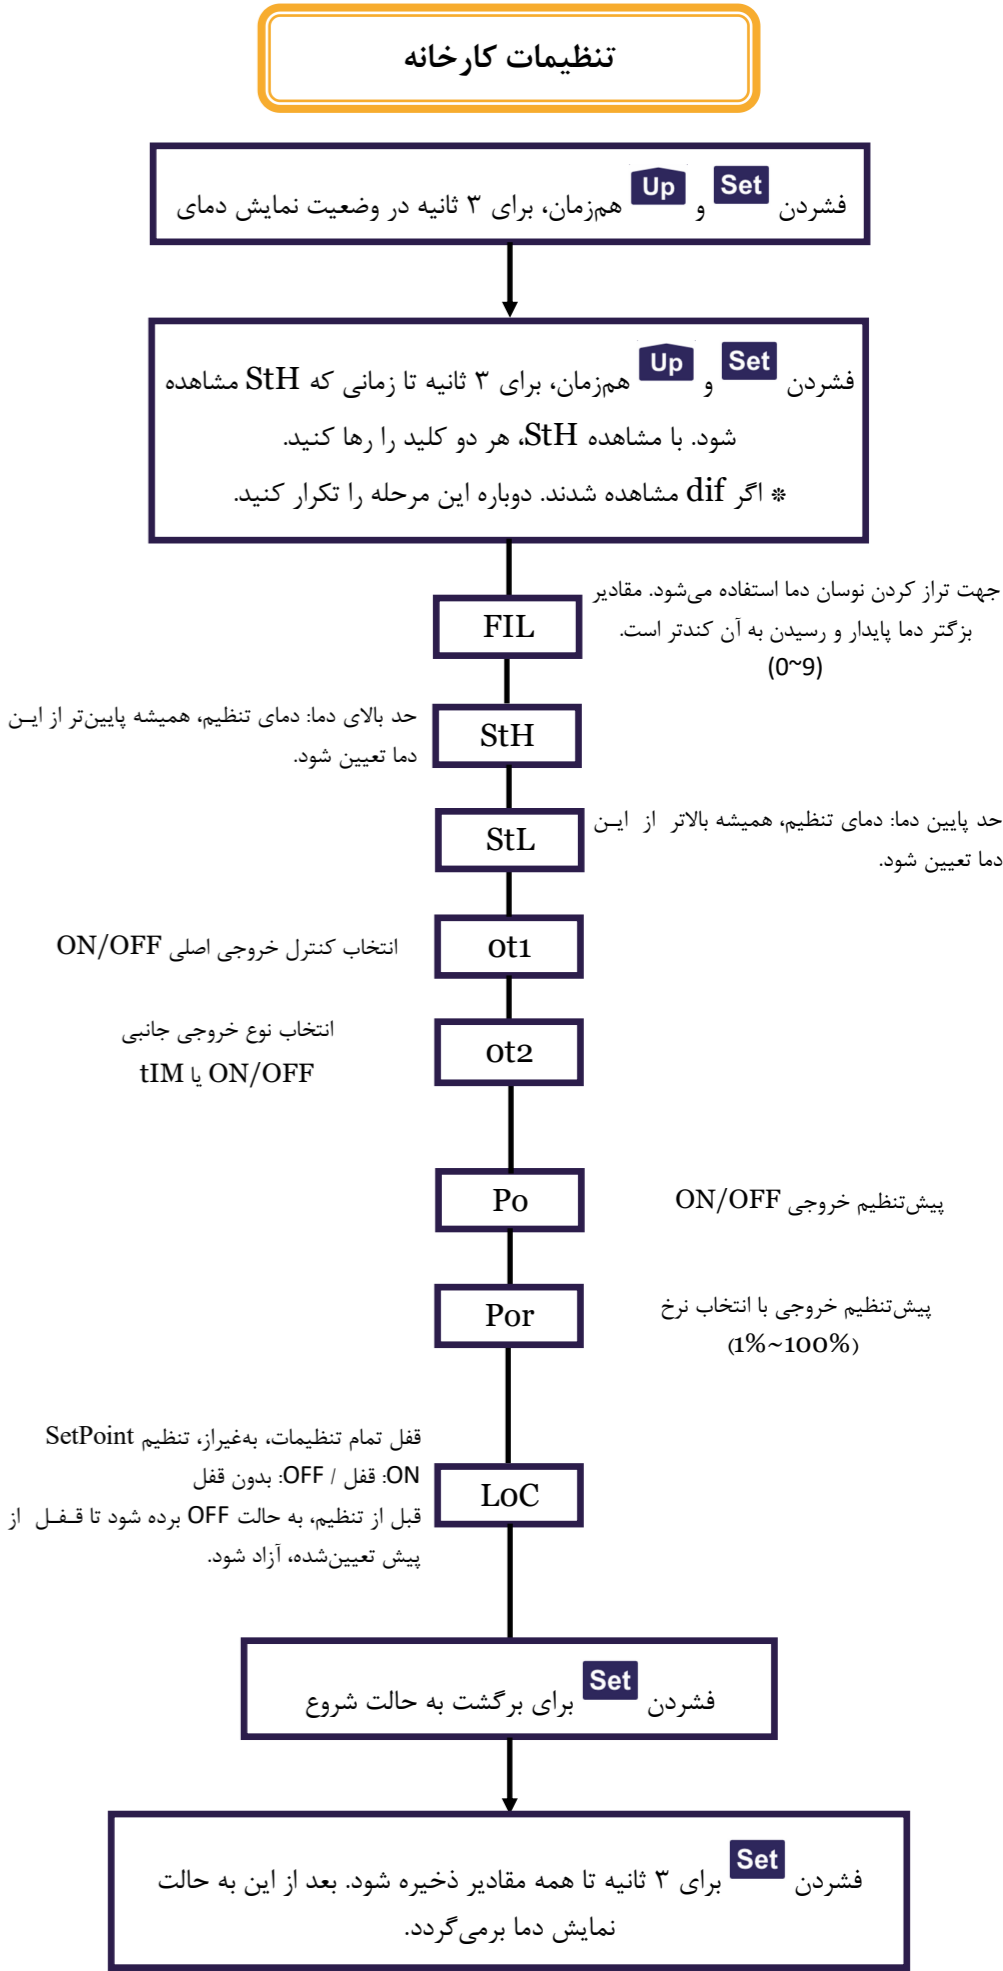 تنظیمات کارخانه
فشردن Set و Up هم‌زمان، برای ۳ ثانیه در وضعیت نمایش دمای
فشردن Set و Up هم‌زمان، برای ۳ ثانیه تا زمانی که StH مشاهده
شود. با مشاهده StH، هر دو کلید را رها کنید.
* اگر dif مشاهده شدند. دوباره این مرحله را تکرار کنید.
جهت تراز کردن نوسان دما استفاده می‌شود. مقادیر
بزگتر دما پایدار و رسیدن به آن کندتر است.
(0~9)
FIL
حد بالای دما: دمای تنظیم، همیشه پایین‌تر از ایـن
دما تعیین شود.
StH
حد پایین دما: دمای تنظیم، همیشه بالاتر از ایـن
دما تعیین شود.
StL
انتخاب کنترل خروجی اصلی ON/OFF
ot1
انتخاب نوع خروجی جانبی
ON/OFF یا tIM
ot2
Po
پیش‌تنظیم خروجی ON/OFF
Por
پیش‌تنظیم خروجی با انتخاب نرخ
(1%~100%)
قفل تمام تنظیمات، به‌غیراز، تنظیم SetPoint
ON: قفل / OFF: بدون قفل
قبل از تنظیم، به حالت OFF برده شود تا قـفـل از
پیش تعیین‌شده، آزاد شود.
LoC
فشردن Set برای برگشت به حالت شروع
فشردن Set برای ۳ ثانیه تا همه مقادیر ذخیره شود. بعد از این به حالت
نمایش دما برمی‌گردد.